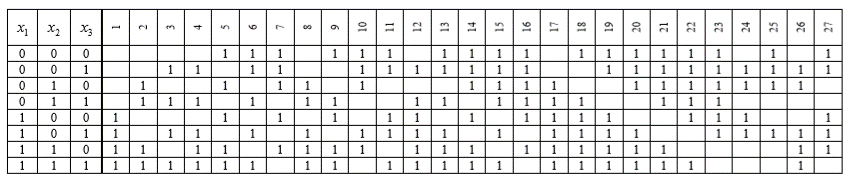 x₁ x₂ x₃ 1 2 3 4 5 6 7 8 9 10 11 12 13 14 15 16 17 18 19 20 21 22 23 24 25 26 27
0 0 0 1 1 1 1 1 1 1 1 1 1 1 1 1 1 1 1 1 1
0 0 1 1 1 1 1 1 1 1 1 1 1 1 1 1 1 1 1 1 1 1 1
0 1 0 1 1 1 1 1 1 1 1 1 1 1 1 1 1 1 1
0 1 1 1 1 1 1 1 1 1 1 1 1 1 1 1 1 1
1 0 0 1 1 1 1 1 1 1 1 1 1 1 1 1 1 1
1 0 1 1 1 1 1 1 1 1 1 1 1 1 1 1 1 1 1 1 1 1
1 1 0 1 1 1 1 1 1 1 1 1 1 1 1 1 1 1 1 1 1 1
1 1 1 1 1 1 1 1 1 1 1 1 1 1 1 1 1 1 1 1 1 1 1